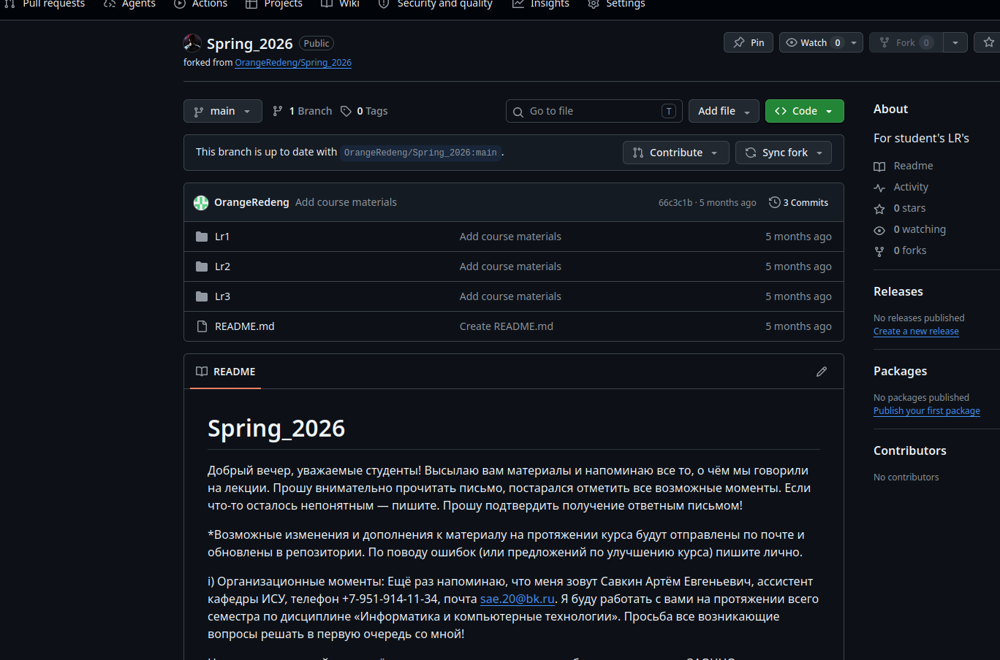 Pull requests Agents Actions Projects Wiki Security and quality Insights Settings
Spring_2026 Public
Pin Watch 0 Fork 0
forked from OrangeRedeng/Spring_2026
main 1 Branch 0 Tags Go to file T Add file Code
This branch is up to date with OrangeRedeng/Spring_2026:main . Contribute Sync fork
OrangeRedeng Add course materials 66c3c1b · 5 months ago 3 Commits
Lr1 Add course materials 5 months ago
Lr2 Add course materials 5 months ago
Lr3 Add course materials 5 months ago
README.md Create README.md 5 months ago
README
Spring_2026
Добрый вечер, уважаемые студенты! Высылаю вам материалы и напоминаю все то, о чём мы говорили
на лекции. Прошу внимательно прочитать письмо, постарался отметить все возможные моменты. Если
что-то осталось непонятным — пишите. Прошу подтвердить получение ответным письмом!
*Возможные изменения и дополнения к материалу на протяжении курса будут отправлены по почте и
обновлены в репозитории. По поводу ошибок (или предложений по улучшению курса) пишите лично.
i) Организационные моменты: Ещё раз напоминаю, что меня зовут Савкин Артём Евгеньевич, ассистент
кафедры ИСУ, телефон +7-951-914-11-34, почта sae.20@bk.ru. Я буду работать с вами на протяжении всего
семестра по дисциплине «Информатика и компьютерные технологии». Просьба все возникающие
вопросы решать в первую очередь со мной!
About
For student's LR's
Readme
Activity
0 stars
0 watching
0 forks
Releases
No releases published
Create a new release
Packages
No packages published
Publish your first package
Contributors
No contributors